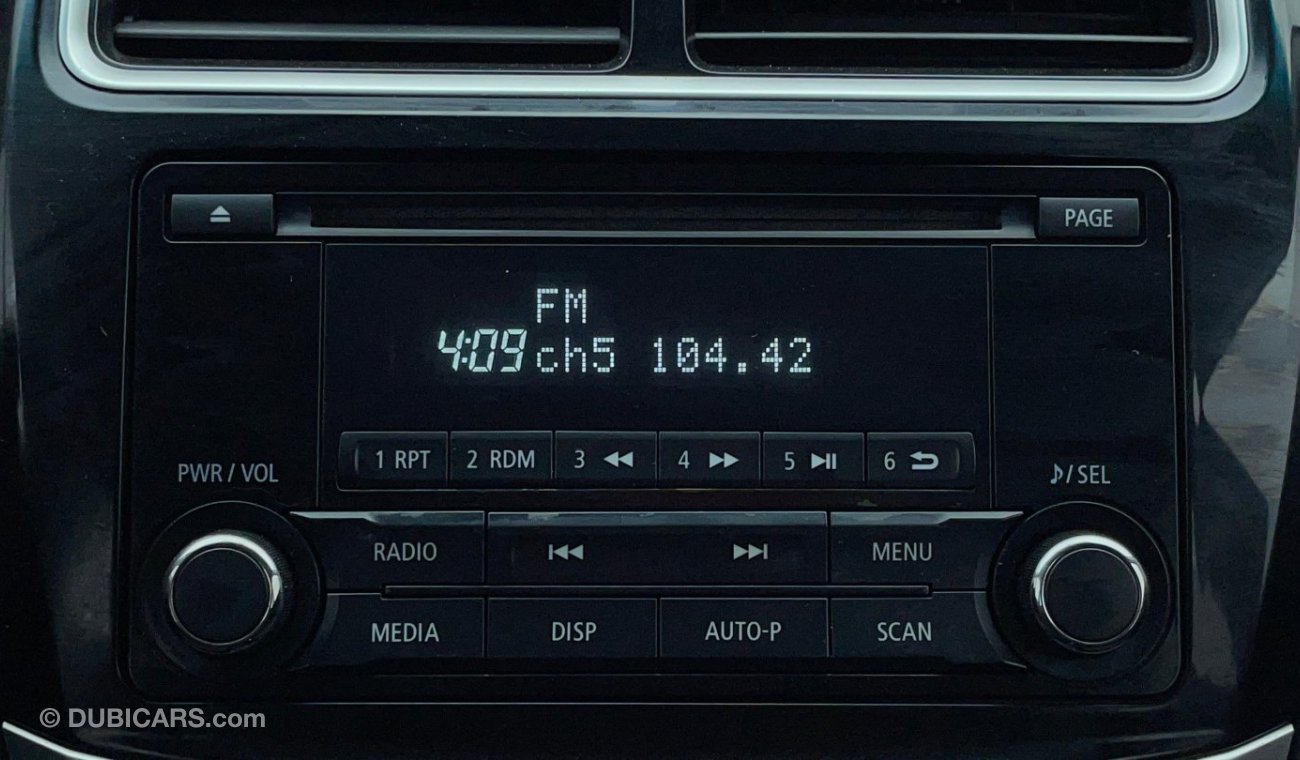 PAGE
FM
4:09 ch5 104.42
1 RPT 2 RDM 3 4 5 6
PWR / VOL
/ SEL
RADIO MENU
MEDIA DISP AUTO-P SCAN
© DUBICARS.com